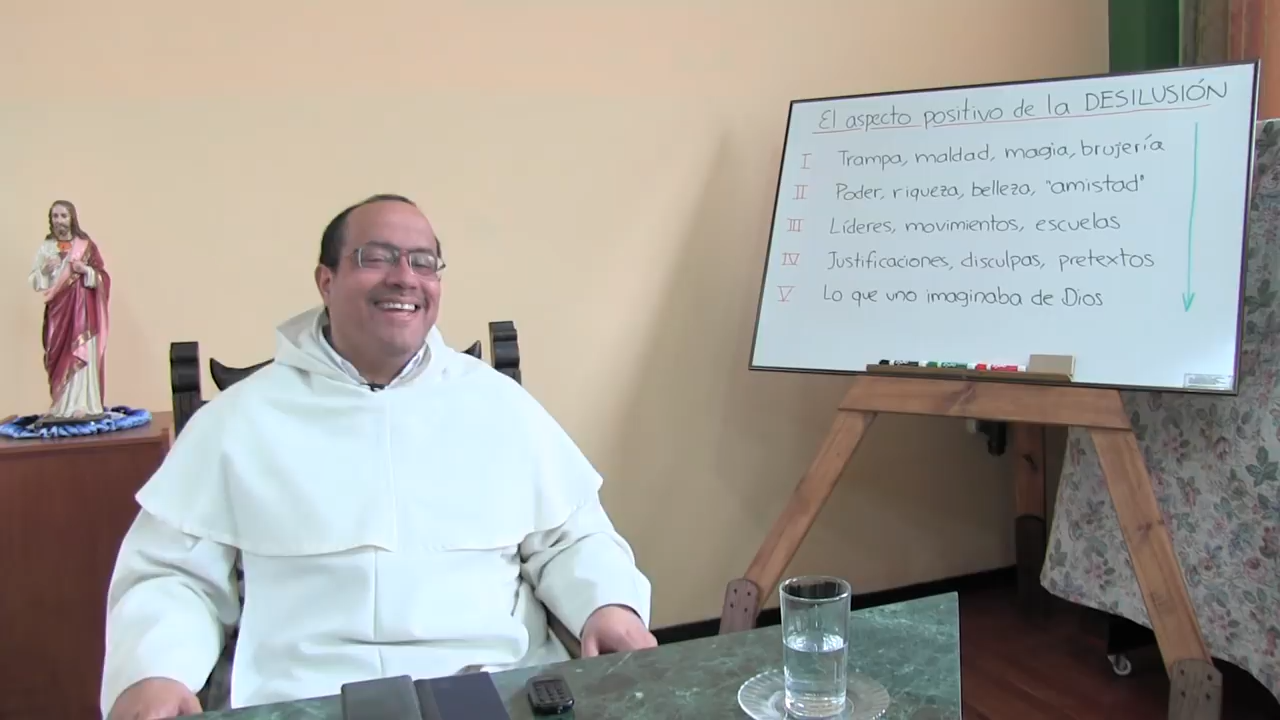 El aspecto positivo de la DESILUSIÓN
I Trampa, maldad, magia, brujería
II Poder, riqueza, belleza, "amistad"
III Líderes, movimientos, escuelas
IV Justificaciones, disculpas, pretextos
V Lo que uno imaginaba de Dios